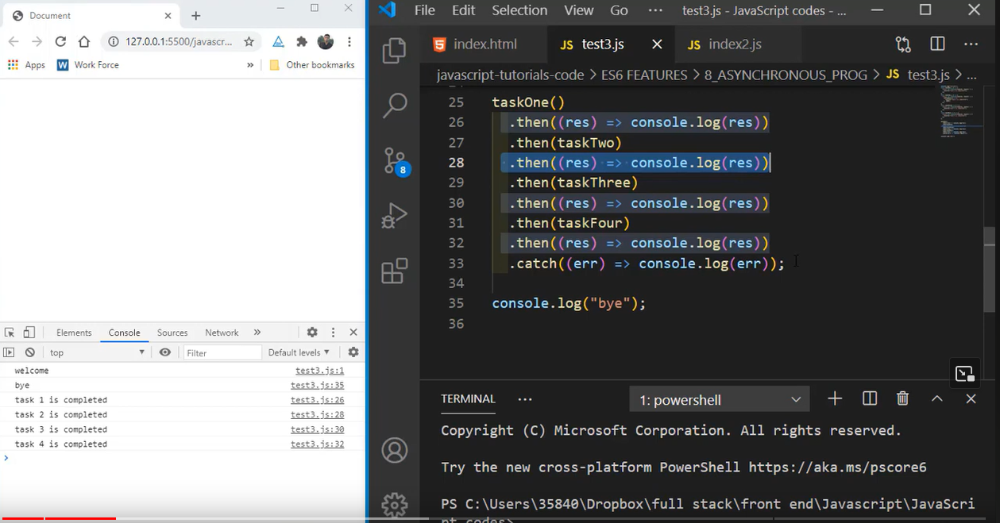 Document
127.0.0.1:5500/javascr...
Apps
Work Force
»
Other bookmarks
Elements
Console
Sources
Network
»
top
Filter
Default levels
welcome test3.js:1
bye test3.js:35
task 1 is completed test3.js:26
task 2 is completed test3.js:28
task 3 is completed test3.js:30
task 4 is completed test3.js:32
>
File Edit Selection View Go ··· test3.js - JavaScript codes - ...
index.html
JS test3.js
JS index2.js
javascript-tutorials-code > ES6 FEATURES > 8_ASYNCHRONOUS_PROG > JS test3.js > ...
25 taskOne()
26 .then((res) => console.log(res))
27 .then(taskTwo)
28 .then((res) => console.log(res))
29 .then(taskThree)
30 .then((res) => console.log(res))
31 .then(taskFour)
32 .then((res) => console.log(res))
33 .catch((err) => console.log(err));
34
35 console.log("bye");
36
8
TERMINAL ··· 1: powershell
Copyright (C) Microsoft Corporation. All rights reserved.
Try the new cross-platform PowerShell https://aka.ms/pscore6
PS C:\Users\35840\Dropbox\full stack\front end\Javascript\JavaScri
pt codes>